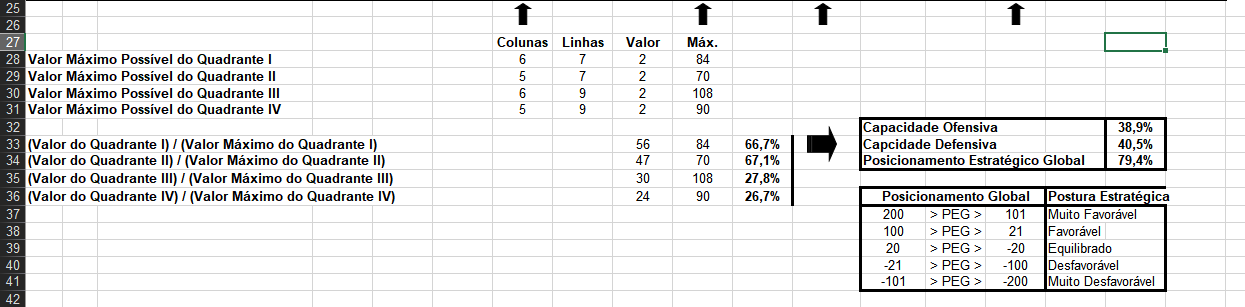 25
26
27 Colunas Linhas Valor Máx.
28 Valor Máximo Possível do Quadrante I 6 7 2 84
29 Valor Máximo Possível do Quadrante II 5 7 2 70
30 Valor Máximo Possível do Quadrante III 6 9 2 108
31 Valor Máximo Possível do Quadrante IV 5 9 2 90
32 Capacidade Ofensiva 38,9%
33 (Valor do Quadrante I) / (Valor Máximo do Quadrante I) 56 84 66,7% Capcidade Defensiva 40,5%
34 (Valor do Quadrante II) / (Valor Máximo do Quadrante II) 47 70 67,1% Posicionamento Estratégico Global 79,4%
35 (Valor do Quadrante III) / (Valor Máximo do Quadrante III) 30 108 27,8%
36 (Valor do Quadrante IV) / (Valor Máximo do Quadrante IV) 24 90 26,7% Posicionamento Global Postura Estratégica
37 200 > PEG > 101 Muito Favorável
38 100 > PEG > 21 Favorável
39 20 > PEG > -20 Equilibrado
40 -21 > PEG > -100 Desfavorável
41 -101 > PEG > -200 Muito Desfavorável
42